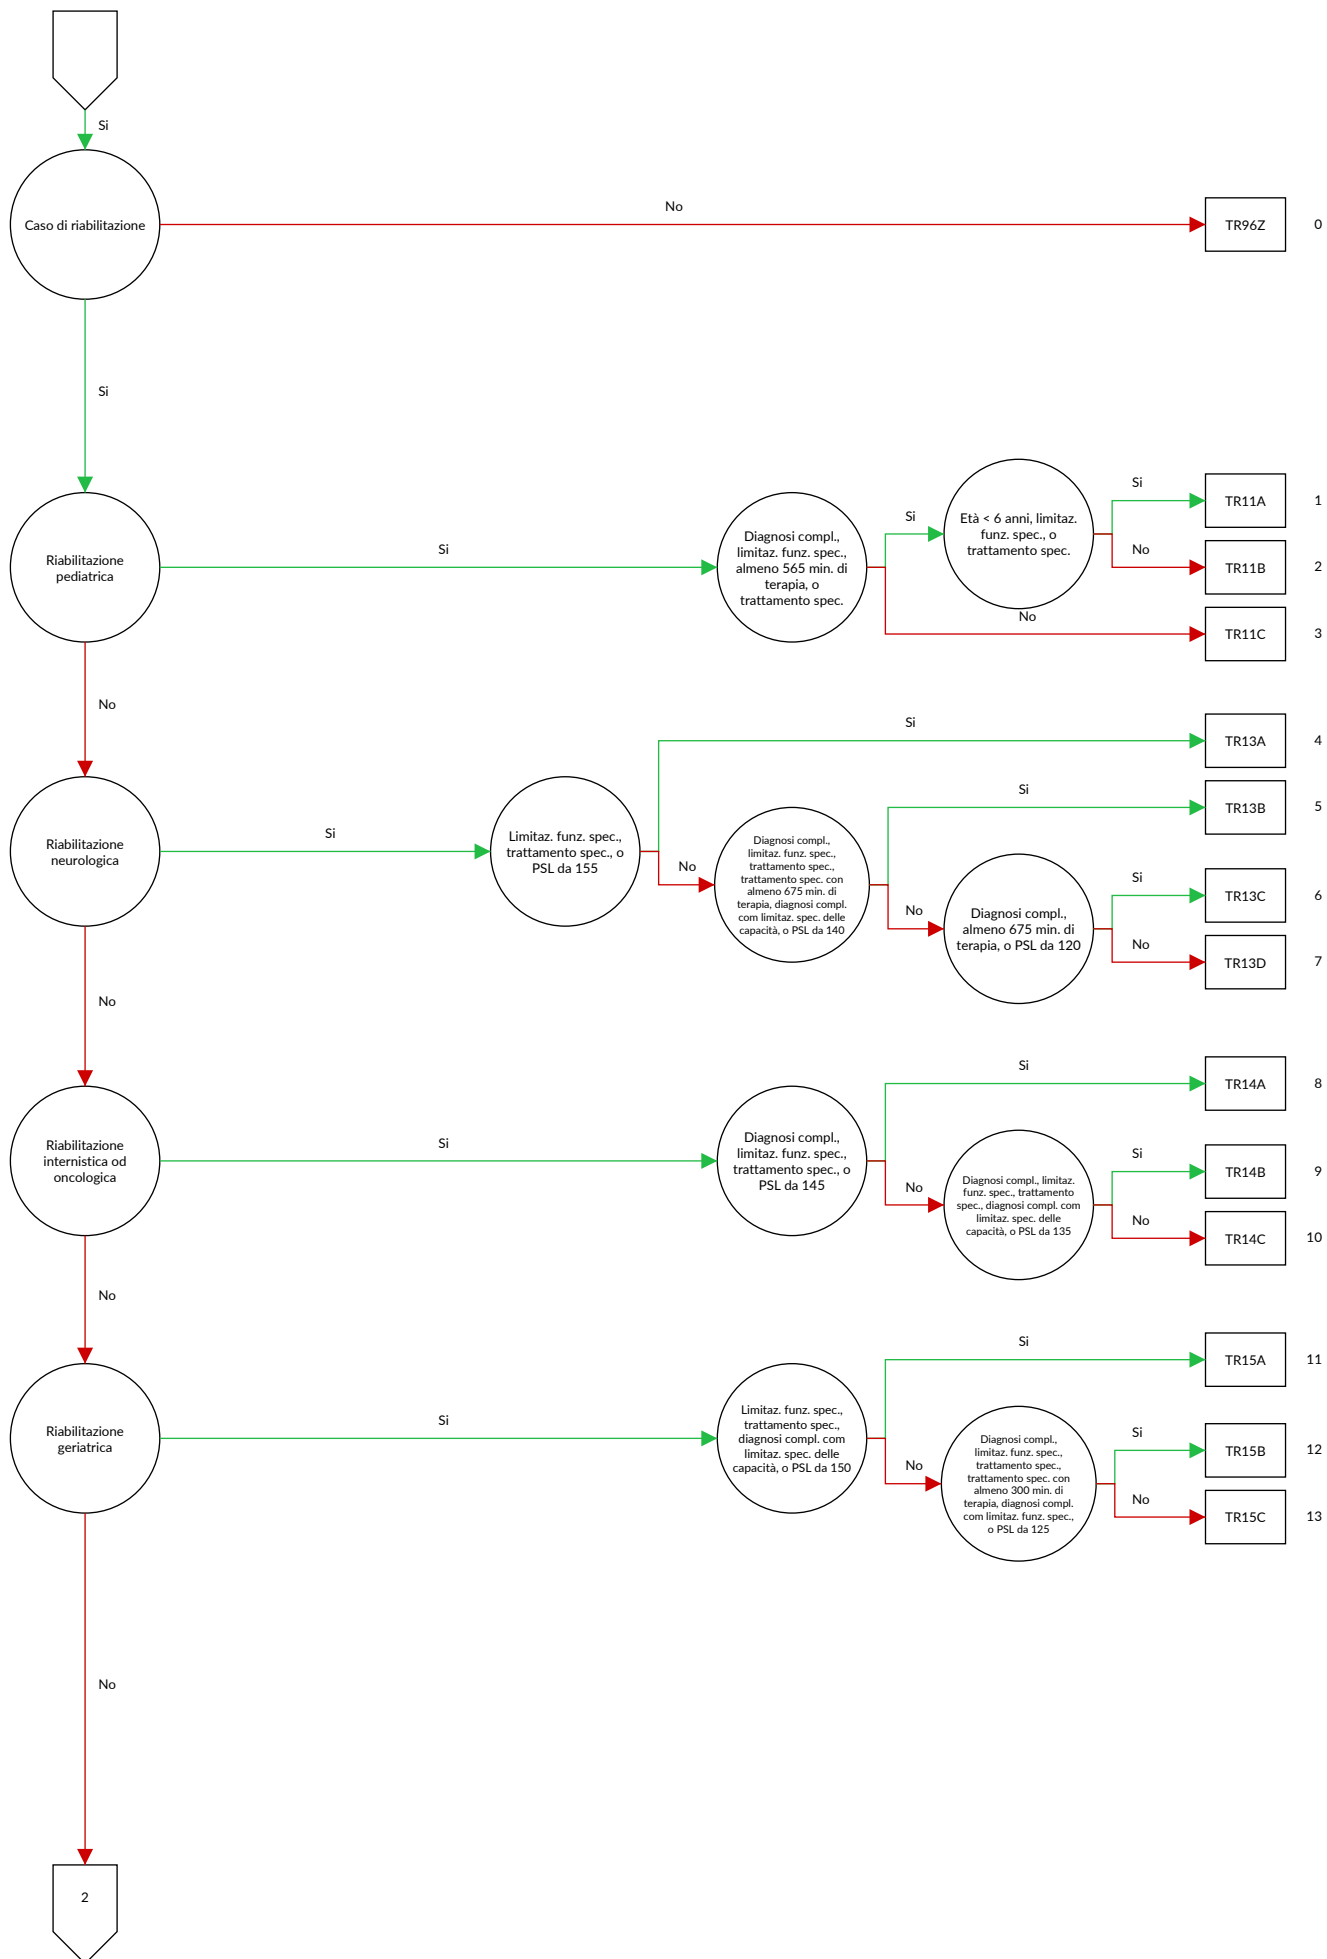 Si
Caso di riabilitazione
No
TR96Z
0
Si
Riabilitazione
pediatrica
Si
Diagnosi compl.,
limitaz. funz. spec.,
almeno 565 min. di
terapia, o
trattamento spec.
Si
Età < 6 anni, limitaz.
funz. spec., o
trattamento spec.
Si
TR11A
1
No
TR11B
2
No
TR11C
3
No
Riabilitazione
neurologica
Si
Limitaz. funz. spec.,
trattamento spec., o
PSL da 155
Si
TR13A
4
No
Diagnosi compl.,
limitaz. funz. spec.,
trattamento spec.,
trattamento spec. con
almeno 675 min. di
terapia, diagnosi compl.
com limitaz. spec. delle
capacità, o PSL da 140
Si
TR13B
5
No
Diagnosi compl.,
almeno 675 min. di
terapia, o PSL da 120
Si
TR13C
6
No
TR13D
7
No
Riabilitazione
internistica od
oncologica
Si
Diagnosi compl.,
limitaz. funz. spec.,
trattamento spec., o
PSL da 145
Si
TR14A
8
No
Diagnosi compl., limitaz.
funz. spec., trattamento
spec., diagnosi compl. com
limitaz. spec. delle
capacità, o PSL da 135
Si
TR14B
9
No
TR14C
10
No
Riabilitazione
geriatrica
Si
Limitaz. funz. spec.,
trattamento spec.,
diagnosi compl. com
limitaz. spec. delle
capacità, o PSL da 150
Si
TR15A
11
No
Diagnosi compl.,
limitaz. funz. spec.,
trattamento spec.,
trattamento spec. con
almeno 300 min. di
terapia, diagnosi compl.
com limitaz. funz. spec.,
o PSL da 125
Si
TR15B
12
No
TR15C
13
No
2